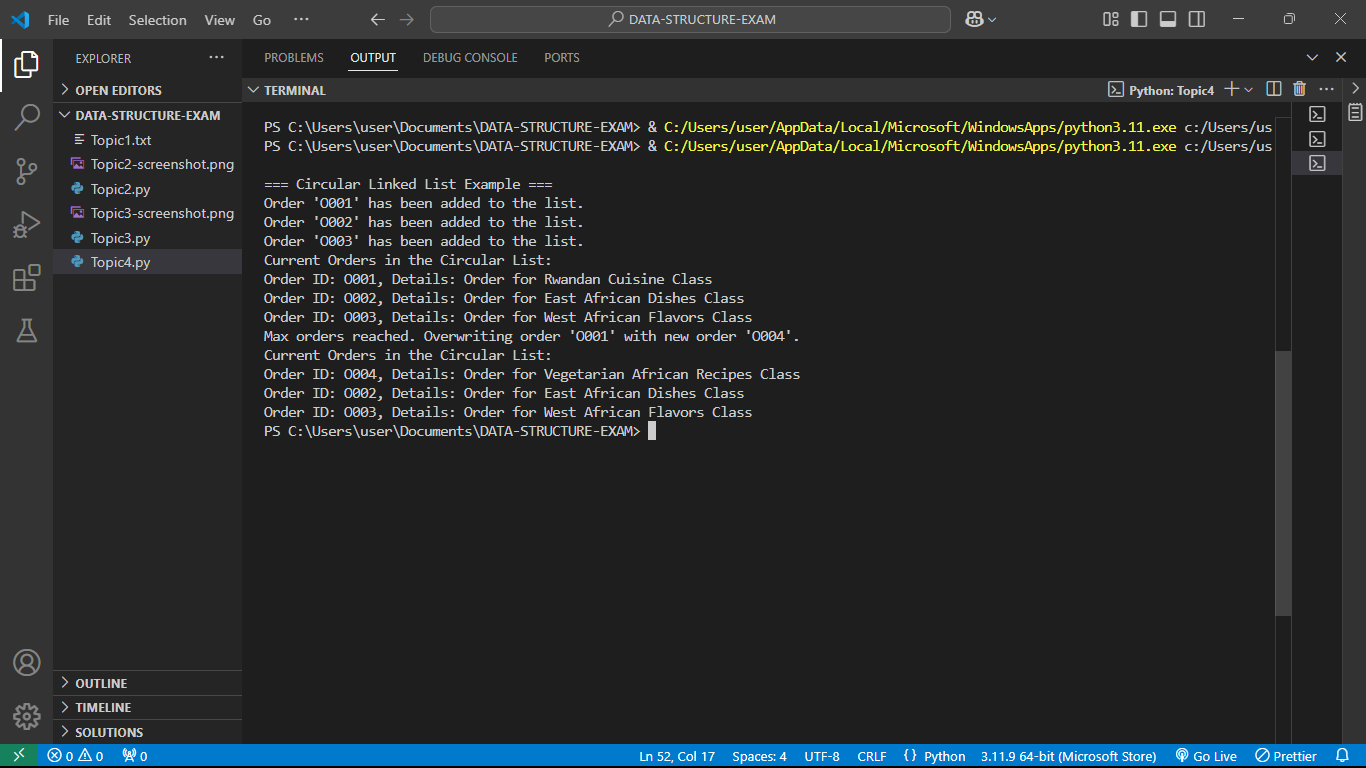 File Edit Selection View Go ··· DATA-STRUCTURE-EXAM
EXPLORER ···
OPEN EDITORS
DATA-STRUCTURE-EXAM
Topic1.txt
Topic2-screenshot.png
Topic2.py
Topic3-screenshot.png
Topic3.py
Topic4.py
OUTLINE
TIMELINE
SOLUTIONS
PROBLEMS OUTPUT DEBUG CONSOLE PORTS
TERMINAL Python: Topic4
PS C:\Users\user\Documents\DATA-STRUCTURE-EXAM> & C:/Users/user/AppData/Local/Microsoft/WindowsApps/python3.11.exe c:/Users/us
PS C:\Users\user\Documents\DATA-STRUCTURE-EXAM> & C:/Users/user/AppData/Local/Microsoft/WindowsApps/python3.11.exe c:/Users/us
=== Circular Linked List Example ===
Order 'O001' has been added to the list.
Order 'O002' has been added to the list.
Order 'O003' has been added to the list.
Current Orders in the Circular List:
Order ID: O001, Details: Order for Rwandan Cuisine Class
Order ID: O002, Details: Order for East African Dishes Class
Order ID: O003, Details: Order for West African Flavors Class
Max orders reached. Overwriting order 'O001' with new order 'O004'.
Current Orders in the Circular List:
Order ID: O004, Details: Order for Vegetarian African Recipes Class
Order ID: O002, Details: Order for East African Dishes Class
Order ID: O003, Details: Order for West African Flavors Class
PS C:\Users\user\Documents\DATA-STRUCTURE-EXAM>
0 0 0 Ln 52, Col 17 Spaces: 4 UTF-8 CRLF {} Python 3.11.9 64-bit (Microsoft Store) Go Live Prettier